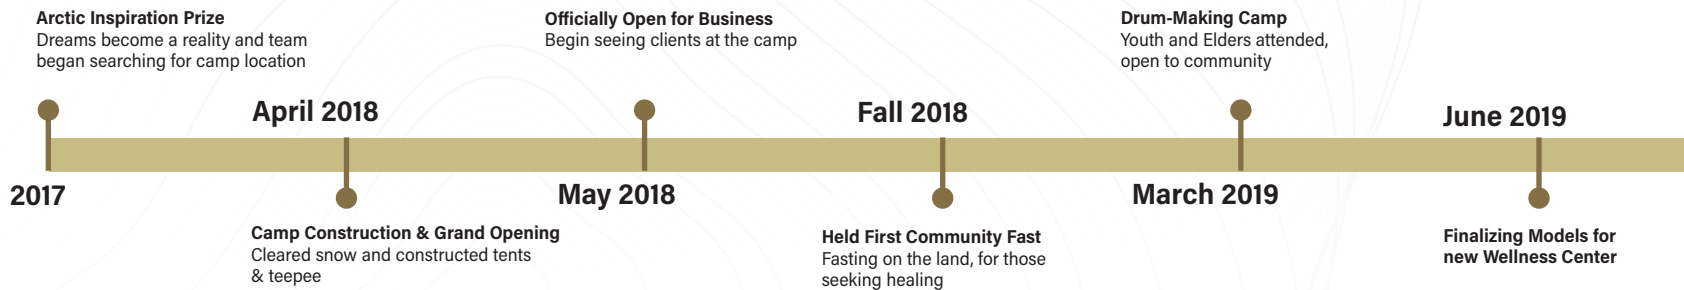 Arctic Inspiration Prize
Dreams become a reality and team
began searching for camp location
2017
April 2018
Camp Construction & Grand Opening
Cleared snow and constructed tents
& teepee
Officially Open for Business
Begin seeing clients at the camp
May 2018
Fall 2018
Held First Community Fast
Fasting on the land, for those
seeking healing
Drum-Making Camp
Youth and Elders attended,
open to community
March 2019
June 2019
Finalizing Models for
new Wellness Center